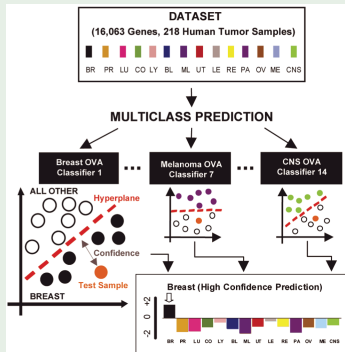 DATASET
(16,063 Genes, 218 Human Tumor Samples)
BR PR LU CO LY BL ML UT LE RE PA OV ME CNS
MULTICLASS PREDICTION
Breast OVA Classifier 1
...
Melanoma OVA Classifier 7
...
CNS OVA Classifier 14
ALL OTHER
Hyperplane
Confidence
Test Sample
BREAST
Breast (High Confidence Prediction)
+2
0
-2
BR PR LU CO LY BL ML UT LE RE PA OV ME CNS